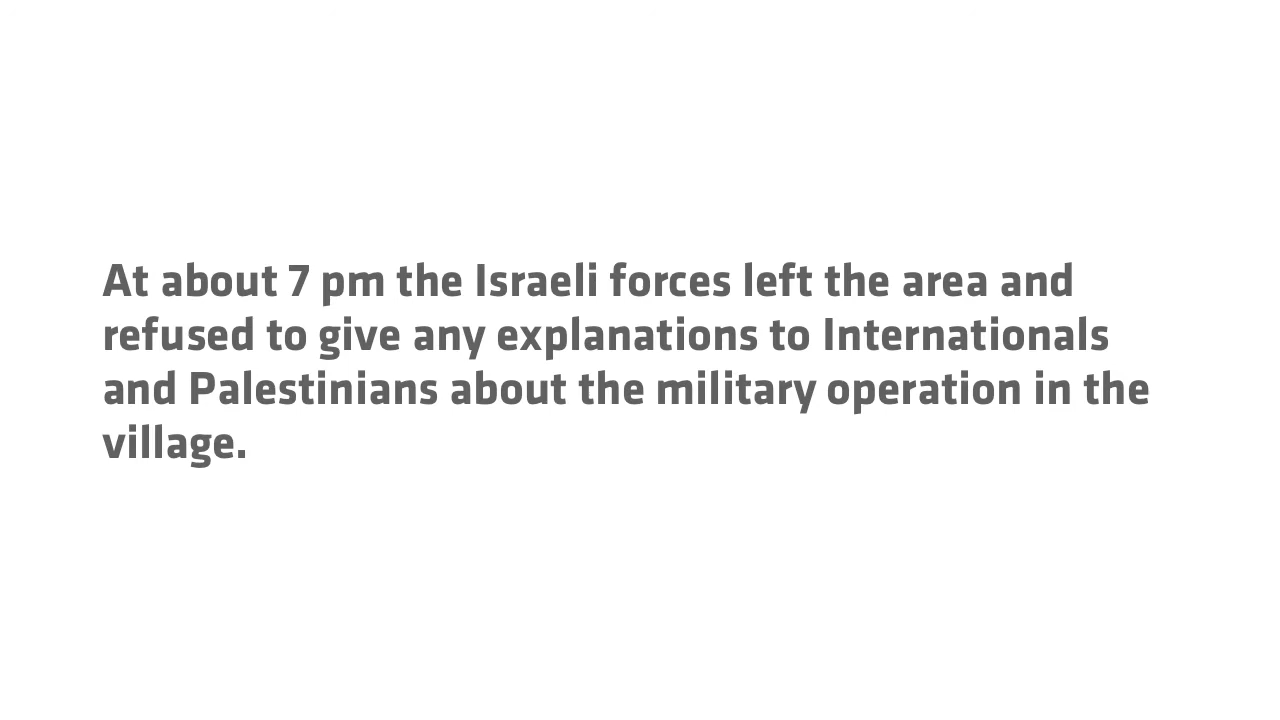 At about 7 pm the Israeli forces left the area and
refused to give any explanations to Internationals
and Palestinians about the military operation in the
village.